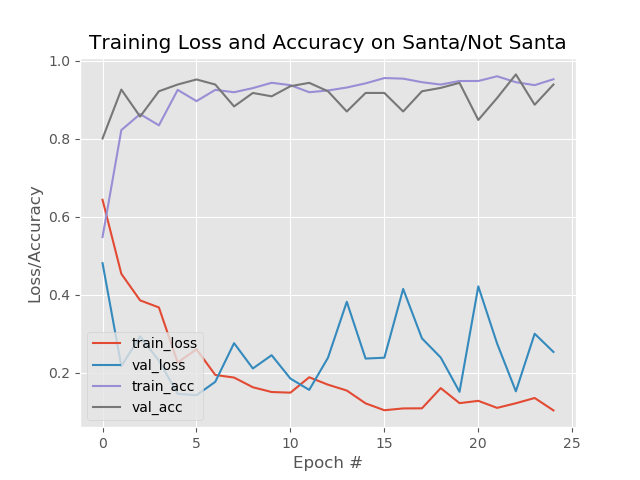 Training Loss and Accuracy on Santa/Not Santa
1.0
0.8
0.6
0.4
0.2
Loss/Accuracy
train_loss
val_loss
train_acc
val_acc
0 5 10 15 20 25
Epoch #